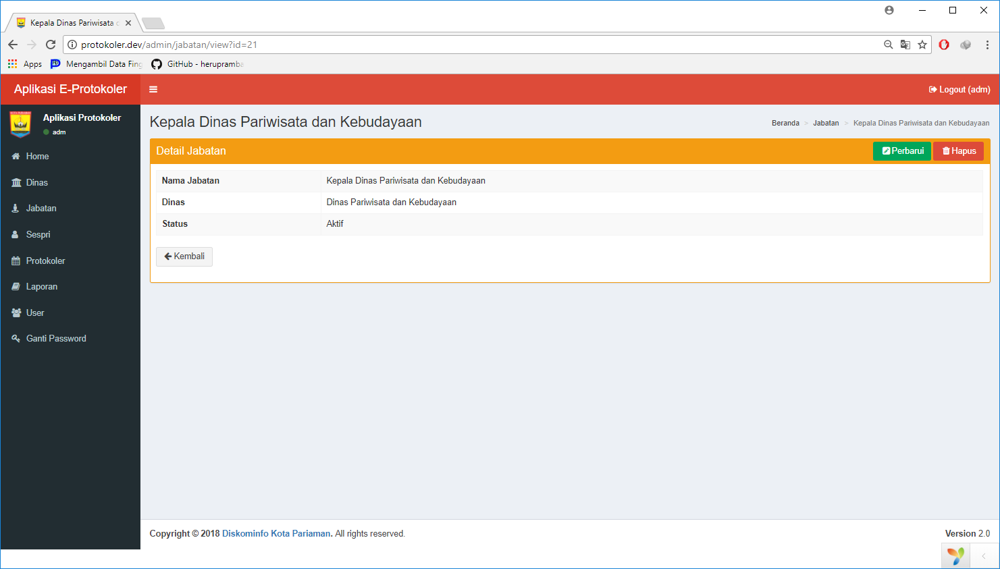 Kepala Dinas Pariwisata
protokoler.dev/admin/jabatan/view?id=21
Apps Mengambil Data Fing GitHub - herupramba
Aplikasi E-Protokoler Logout (adm)
Aplikasi Protokoler
adm
Home
Dinas
Jabatan
Sespri
Protokoler
Laporan
User
Ganti Password
Kepala Dinas Pariwisata dan Kebudayaan
Beranda > Jabatan > Kepala Dinas Pariwisata dan Kebudayaan
Detail Jabatan
Perbarui Hapus
Nama Jabatan Kepala Dinas Pariwisata dan Kebudayaan
Dinas Dinas Pariwisata dan Kebudayaan
Status Aktif
Kembali
Copyright © 2018 Diskominfo Kota Pariaman. All rights reserved.
Version 2.0